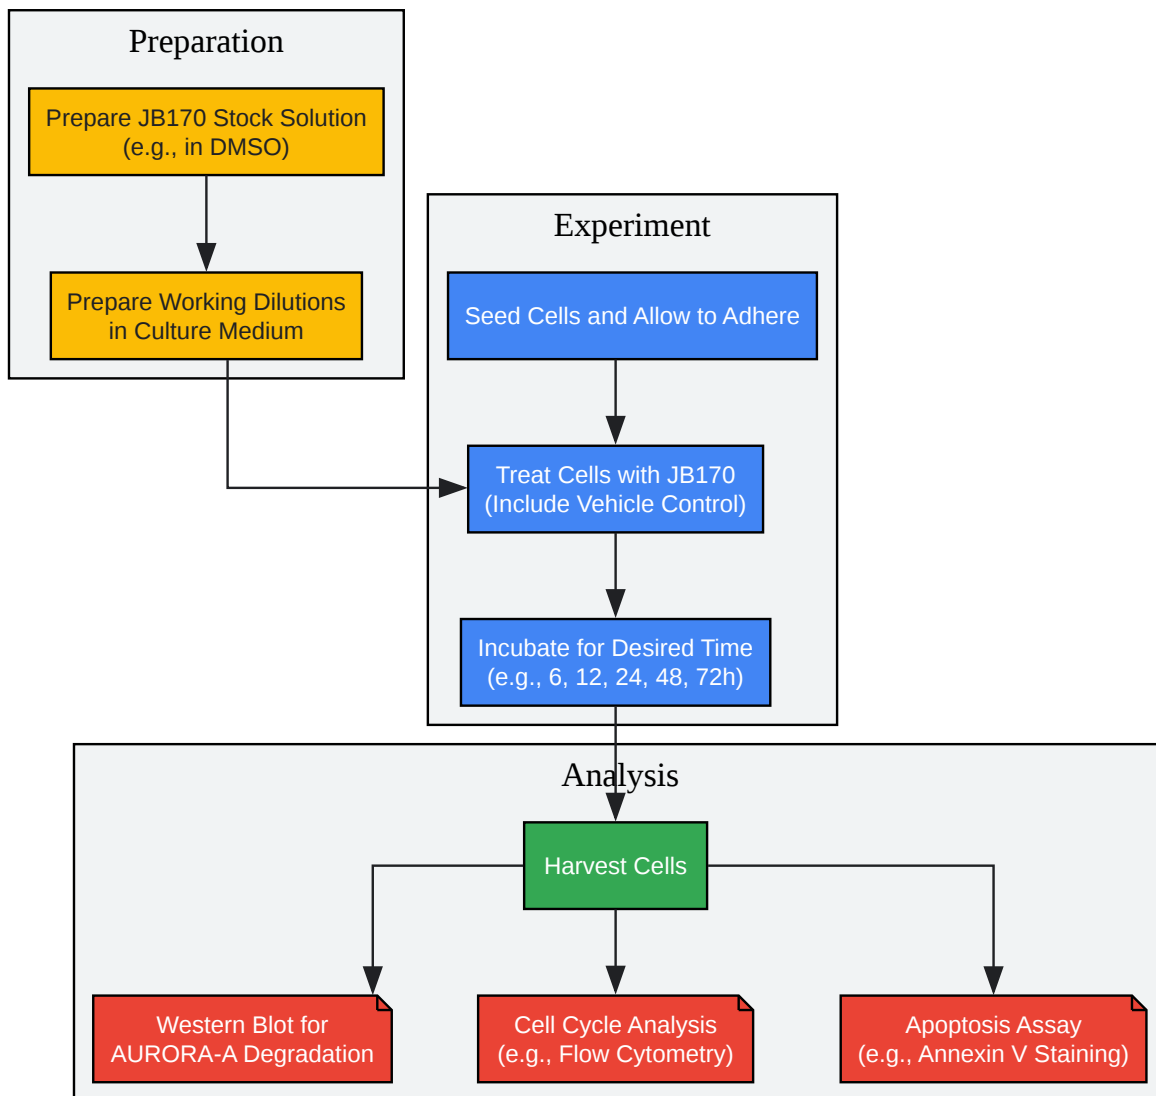 Preparation
Prepare JB170 Stock Solution
(e.g., in DMSO)
Prepare Working Dilutions
in Culture Medium
Experiment
Seed Cells and Allow to Adhere
Treat Cells with JB170
(Include Vehicle Control)
Incubate for Desired Time
(e.g., 6, 12, 24, 48, 72h)
Analysis
Harvest Cells
Western Blot for
AURORA-A Degradation
Cell Cycle Analysis
(e.g., Flow Cytometry)
Apoptosis Assay
(e.g., Annexin V Staining)